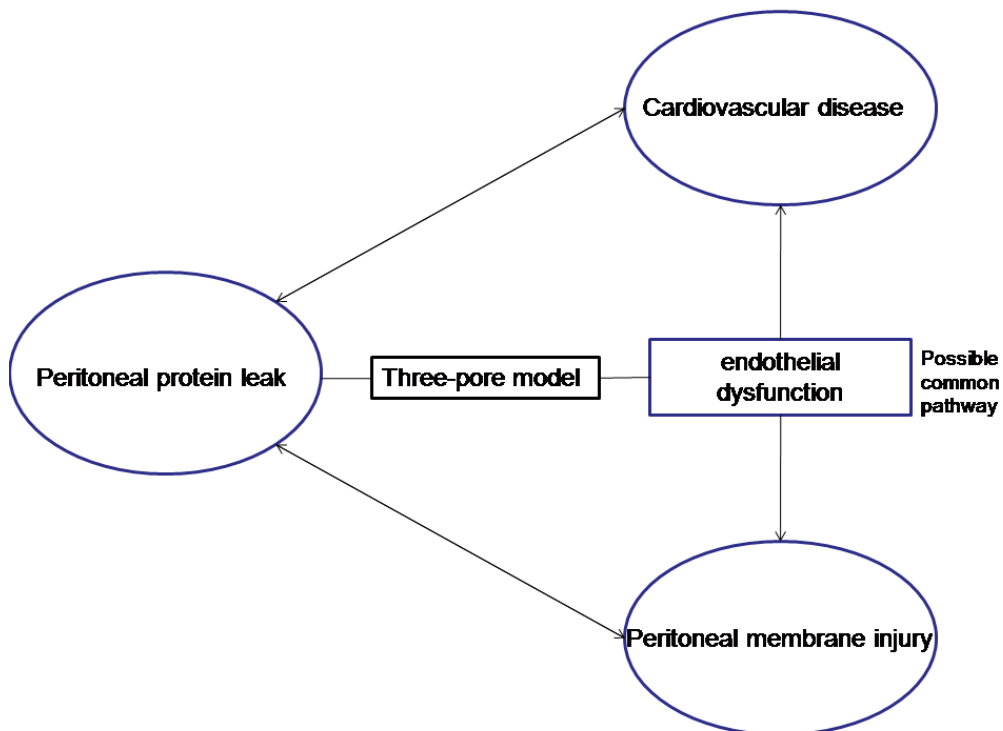 Cardiovascular disease
Peritoneal protein leak
Three-pore model
endothelial
dysfunction
Possible
common
pathway
Peritoneal membrane injury